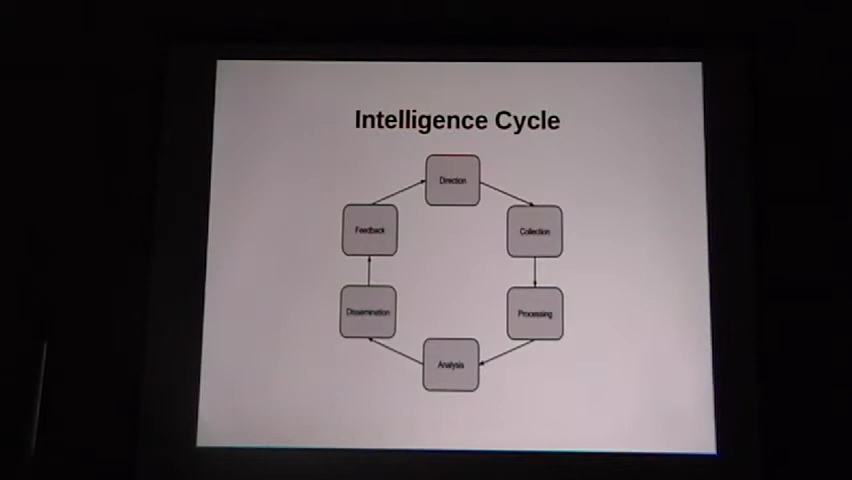 Intelligence Cycle
Direction
Collection
Processing
Analysis
Dissemination
Feedback